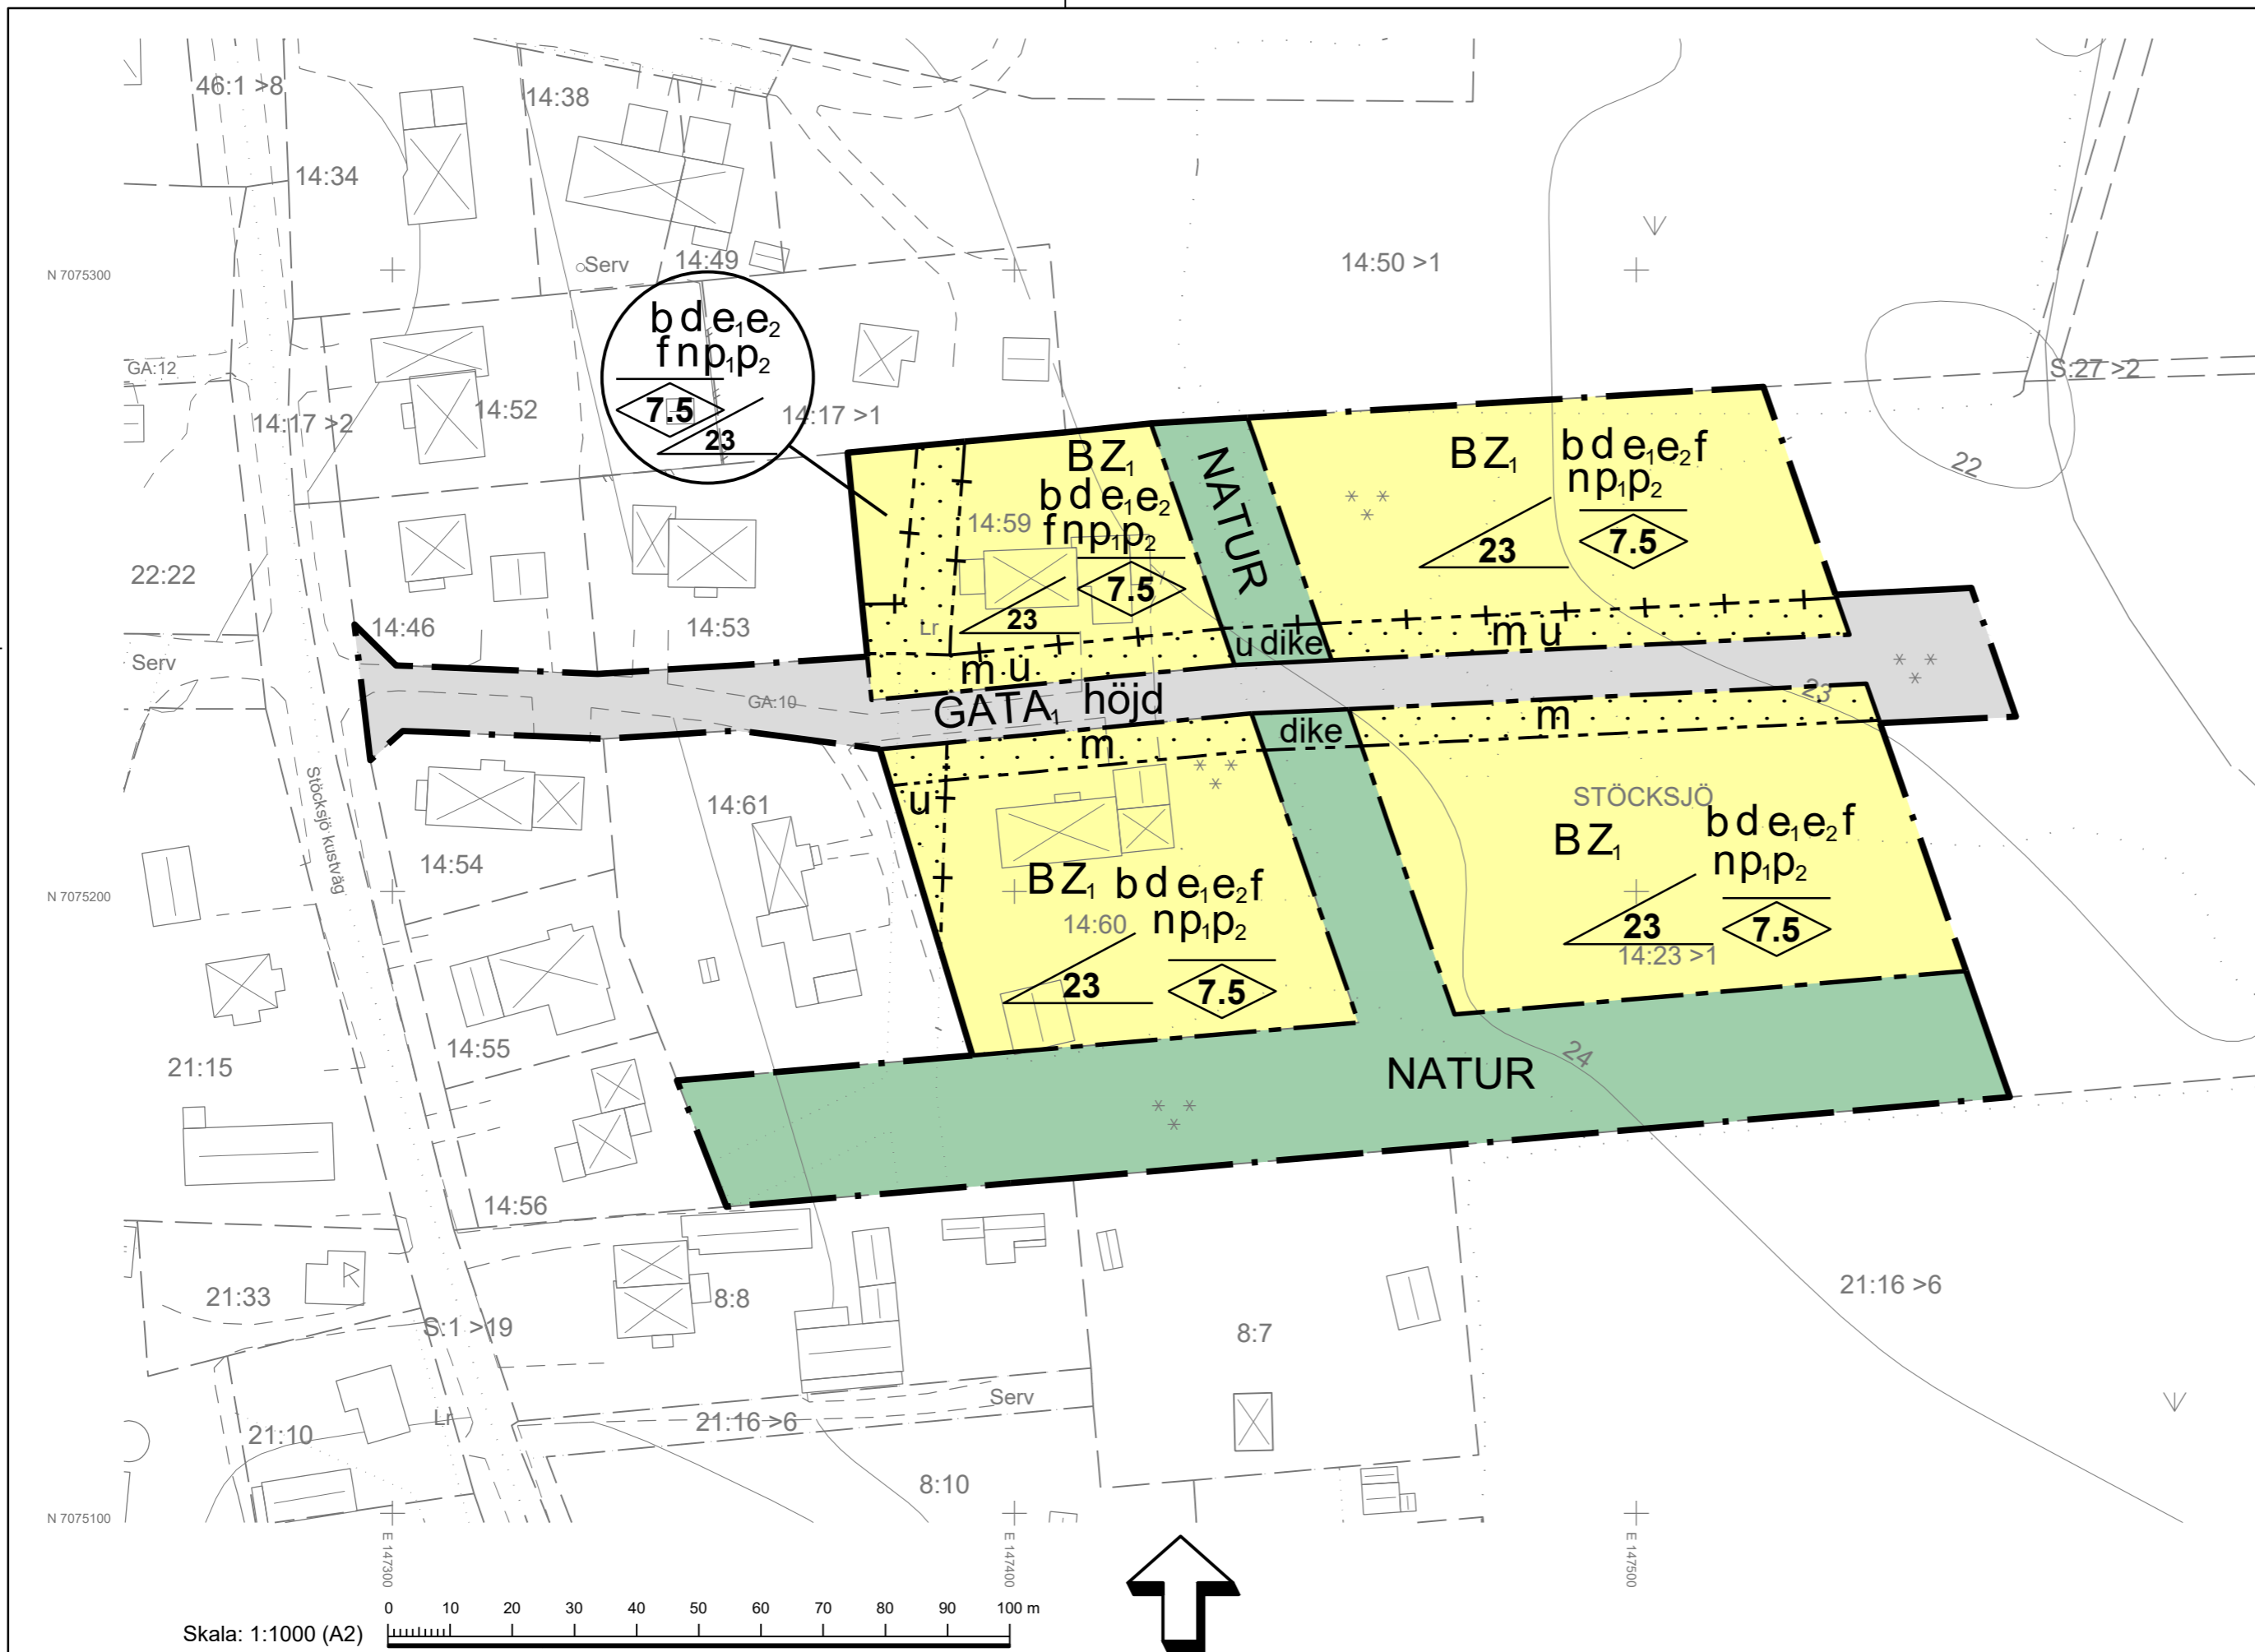 46:1 >8
14:38
14:34
N 7075300
Serv
14:49
14:50 >1
b d e₁e₂
f n p₁p₂
7.5
23
GA:12
14:17 >2
14:52
14:17 >1
S:27 >2
22
BZ₁
b d e₁e₂
f n p₁p₂
14:59
7.5
23
NATUR
BZ₁
b d e₁e₂f
n p₁p₂
23
7.5
22:22
14:46
14:53
Lr
Serv
m u
u dike
m u
GA:10
GATA₁ höjd
23
m
dike
m
Stöcksjö kustväg
14:61
u
STÖCKSJÖ
BZ₁
b d e₁e₂f
n p₁p₂
23
7.5
14:23 >1
14:54
N 7075200
BZ₁ b d e₁e₂f
n p₁p₂
14:60
23
7.5
14:55
21:15
NATUR
24
14:56
21:33
R
8:8
S:1 >19
8:7
21:16 >6
Serv
Lr
21:10
21:16 >6
8:10
N 7075100
E 147300
E 147400
E 147500
0 10 20 30 40 50 60 70 80 90 100 m
Skala: 1:1000 (A2)